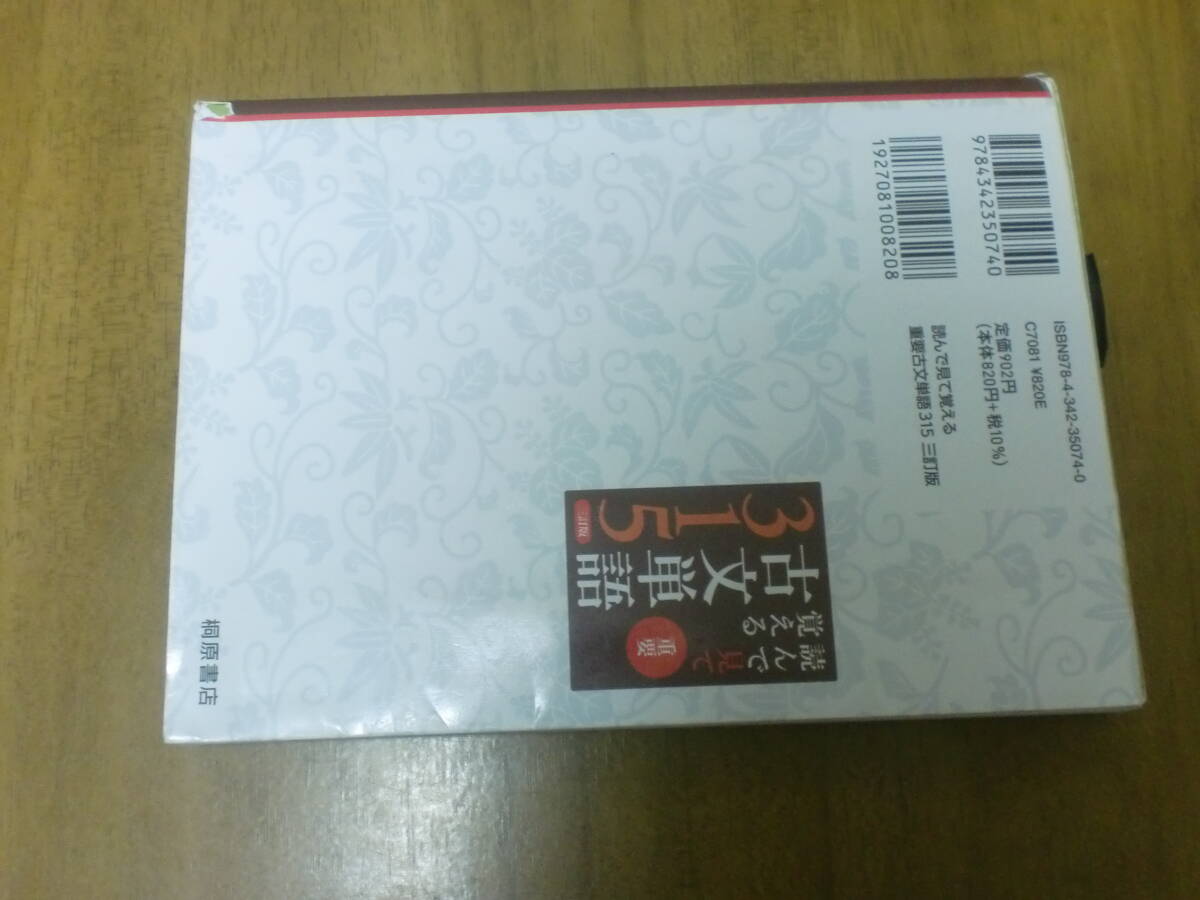 9784342350740
1927081008208
ISBN978-4-342-35074-0
C7081 ¥820E
定価902円
(本体820円+税10%)
読んで見て覚える
重要古文単語315 三訂版
読んで見て
覚える
重要
古文単語
315
三訂版
桐原書店